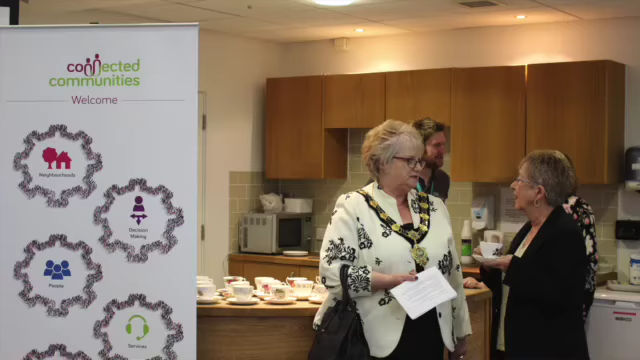 connected
communities
Welcome
Neighbourhoods
Decision
Making
People
Services